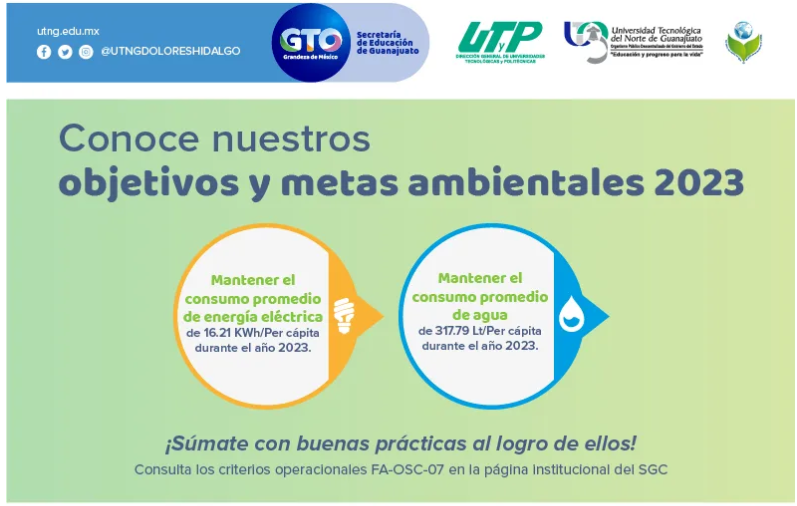 utng.edu.mx
@UTNGDOLORESHIDALGO
GTO
Grandeza de México
Secretaría
de Educación
de Guanajuato
UTyP
DIRECCIÓN GENERAL DE UNIVERSIDADES
TECNOLÓGICAS Y POLITÉCNICAS
Universidad Tecnológica
del Norte de Guanajuato
Organismo Público Descentralizado del Gobierno del Estado
"Educación y progreso para la vida"
Conoce nuestros
objetivos y metas ambientales 2023
Mantener el
consumo promedio
de energía eléctrica
de 16.21 KWh/Per cápita
durante el año 2023.
Mantener el
consumo promedio
de agua
de 317.79 Lt/Per cápita
durante el año 2023.
¡Súmate con buenas prácticas al logro de ellos!
Consulta los criterios operacionales FA-OSC-07 en la página institucional del SGC